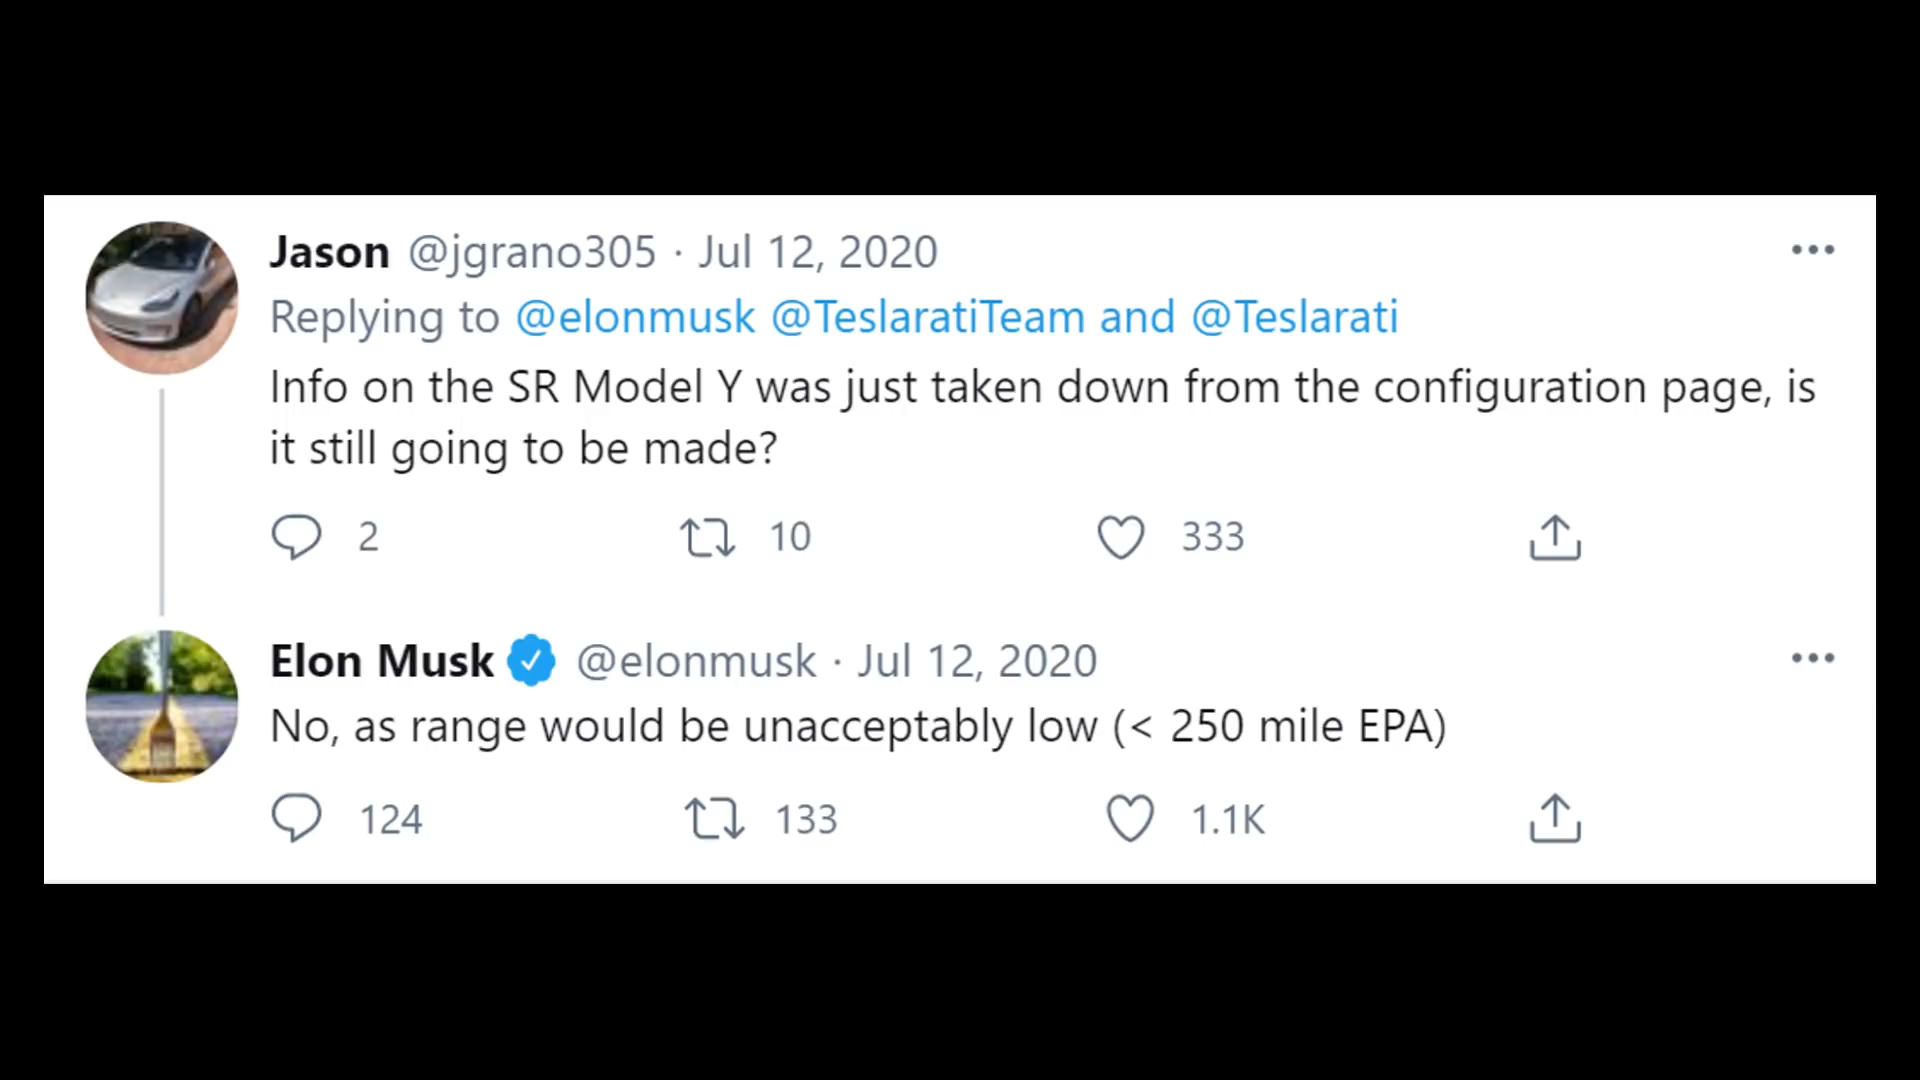 Jason @jgrano305 · Jul 12, 2020
Replying to @elonmusk @TeslaratiTeam and @Teslarati
Info on the SR Model Y was just taken down from the configuration page, is
it still going to be made?
2 10 333
Elon Musk @elonmusk · Jul 12, 2020
No, as range would be unacceptably low (< 250 mile EPA)
124 133 1.1K